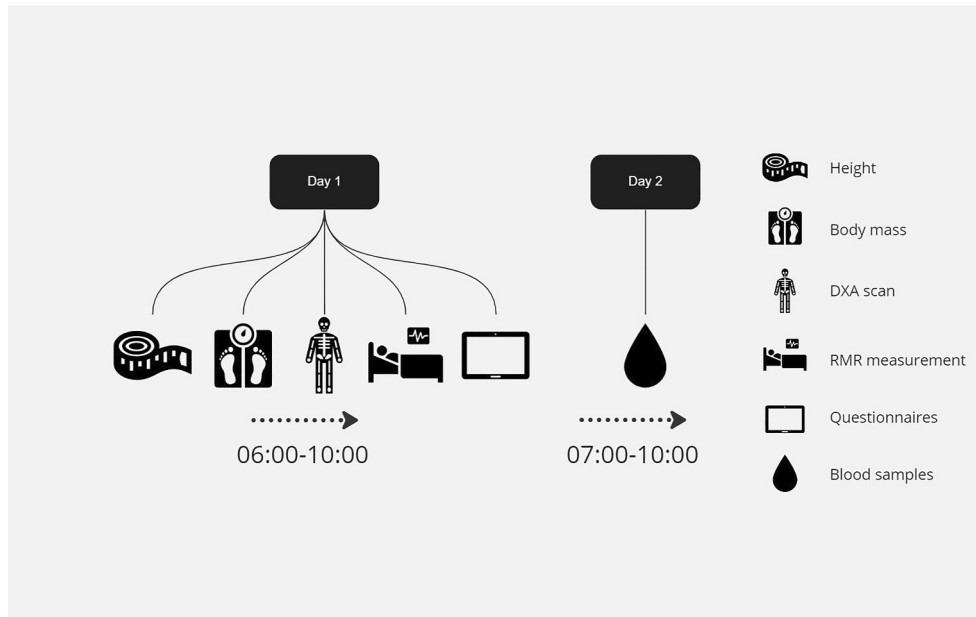 Day 1
Day 2
06:00-10:00
07:00-10:00
Height
Body mass
DXA scan
RMR measurement
Questionnaires
Blood samples